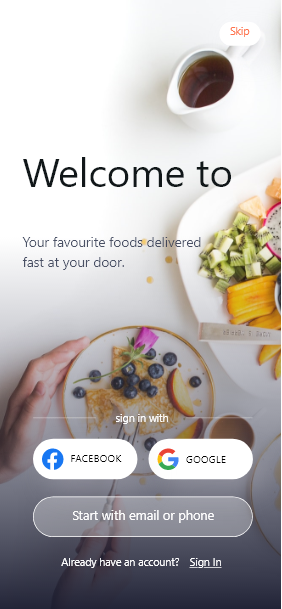 Skip
Welcome to
Your favourite foods delivered
fast at your door.
sign in with
FACEBOOK
GOOGLE
Start with email or phone
Already have an account? Sign In